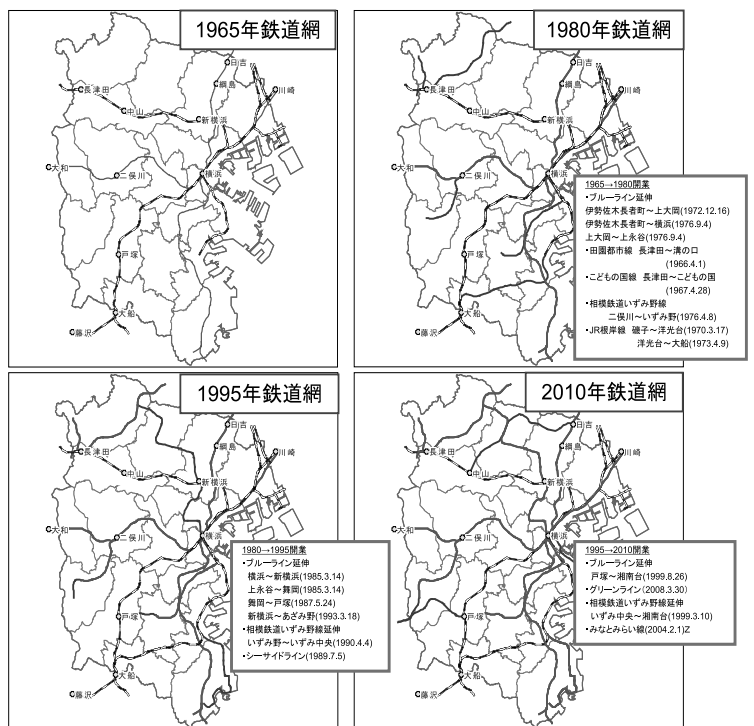 1965年鉄道網
日吉
綱島
川崎
長津田
中山
新横浜
大和
二俣川
横浜
戸塚
大船
藤沢
1980年鉄道網
日吉
綱島
川崎
長津田
中山
新横浜
大和
二俣川
横浜
戸塚
大船
藤沢
1965→1980開業
・ブルーライン延伸
伊勢佐木長者町~上大岡(1972.12.16)
伊勢佐木長者町~横浜(1976.9.4)
上大岡~上永谷(1976.9.4)
・田園都市線 長津田~溝の口
(1966.4.1)
・こどもの国線 長津田~こどもの国
(1967.4.28)
・相模鉄道いずみ野線
二俣川~いずみ野(1976.4.8)
・JR根岸線 磯子~洋光台(1970.3.17)
洋光台~大船(1973.4.9)
1995年鉄道網
日吉
綱島
川崎
長津田
中山
新横浜
大和
二俣川
横浜
戸塚
大船
藤沢
1980→1995開業
・ブルーライン延伸
横浜~新横浜(1985.3.14)
上永谷~舞岡(1985.3.14)
舞岡~戸塚(1987.5.24)
新横浜~あざみ野(1993.3.18)
・相模鉄道いずみ野線延伸
いずみ野~いずみ中央(1990.4.4)
・シーサイドライン(1989.7.5)
2010年鉄道網
日吉
綱島
川崎
長津田
中山
新横浜
大和
二俣川
横浜
戸塚
大船
藤沢
1995→2010開業
・ブルーライン延伸
戸塚~湘南台(1999.8.26)
・グリーンライン(2008.3.30)
・相模鉄道いずみ野線延伸
いずみ中央~湘南台(1999.3.10)
・みなとみらい線(2004.2.1)Z